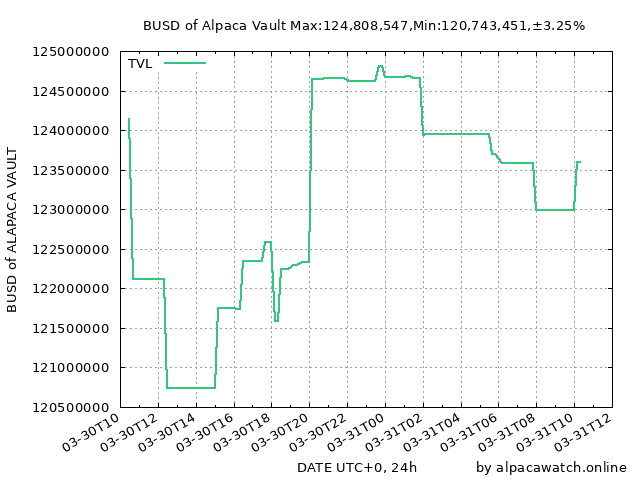 BUSD of Alpaca Vault Max:124,808,547,Min:120,743,451,±3.25%
TVL
125000000
124500000
124000000
123500000
123000000
122500000
122000000
121500000
121000000
120500000
BUSD of ALAPACA VAULT
03-30T10
03-30T12
03-30T14
03-30T16
03-30T18
03-30T20
03-30T22
03-31T00
03-31T02
03-31T04
03-31T06
03-31T08
03-31T10
03-31T12
DATE UTC+0, 24h
by alpacawatch.online